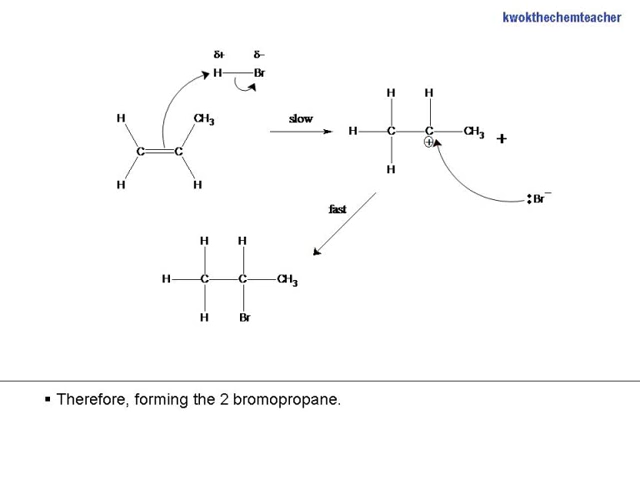 kwokthechemteacher
δ+ δ–
H Br
H CH3
C C
H H
slow
H H
H C C CH3 +
⊕
H
:Br–
fast
H H
H C C CH3
H Br
▪ Therefore, forming the 2 bromopropane.